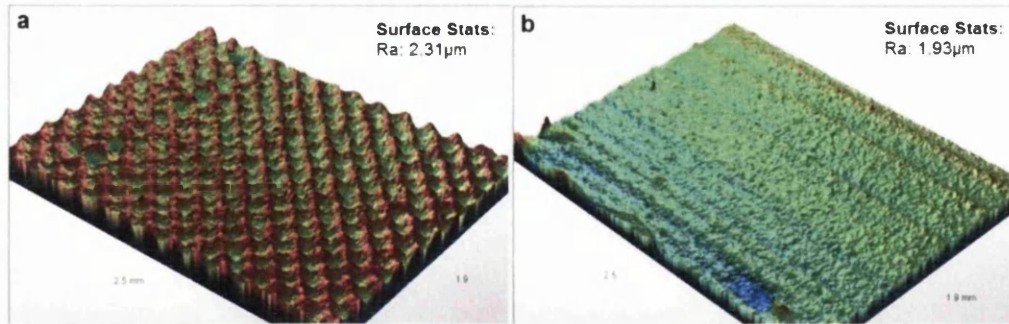 a
Surface Stats:
Ra: 2.31µm
2.5 mm
1.9
b
Surface Stats:
Ra: 1.93µm
2.5
1.9 mm